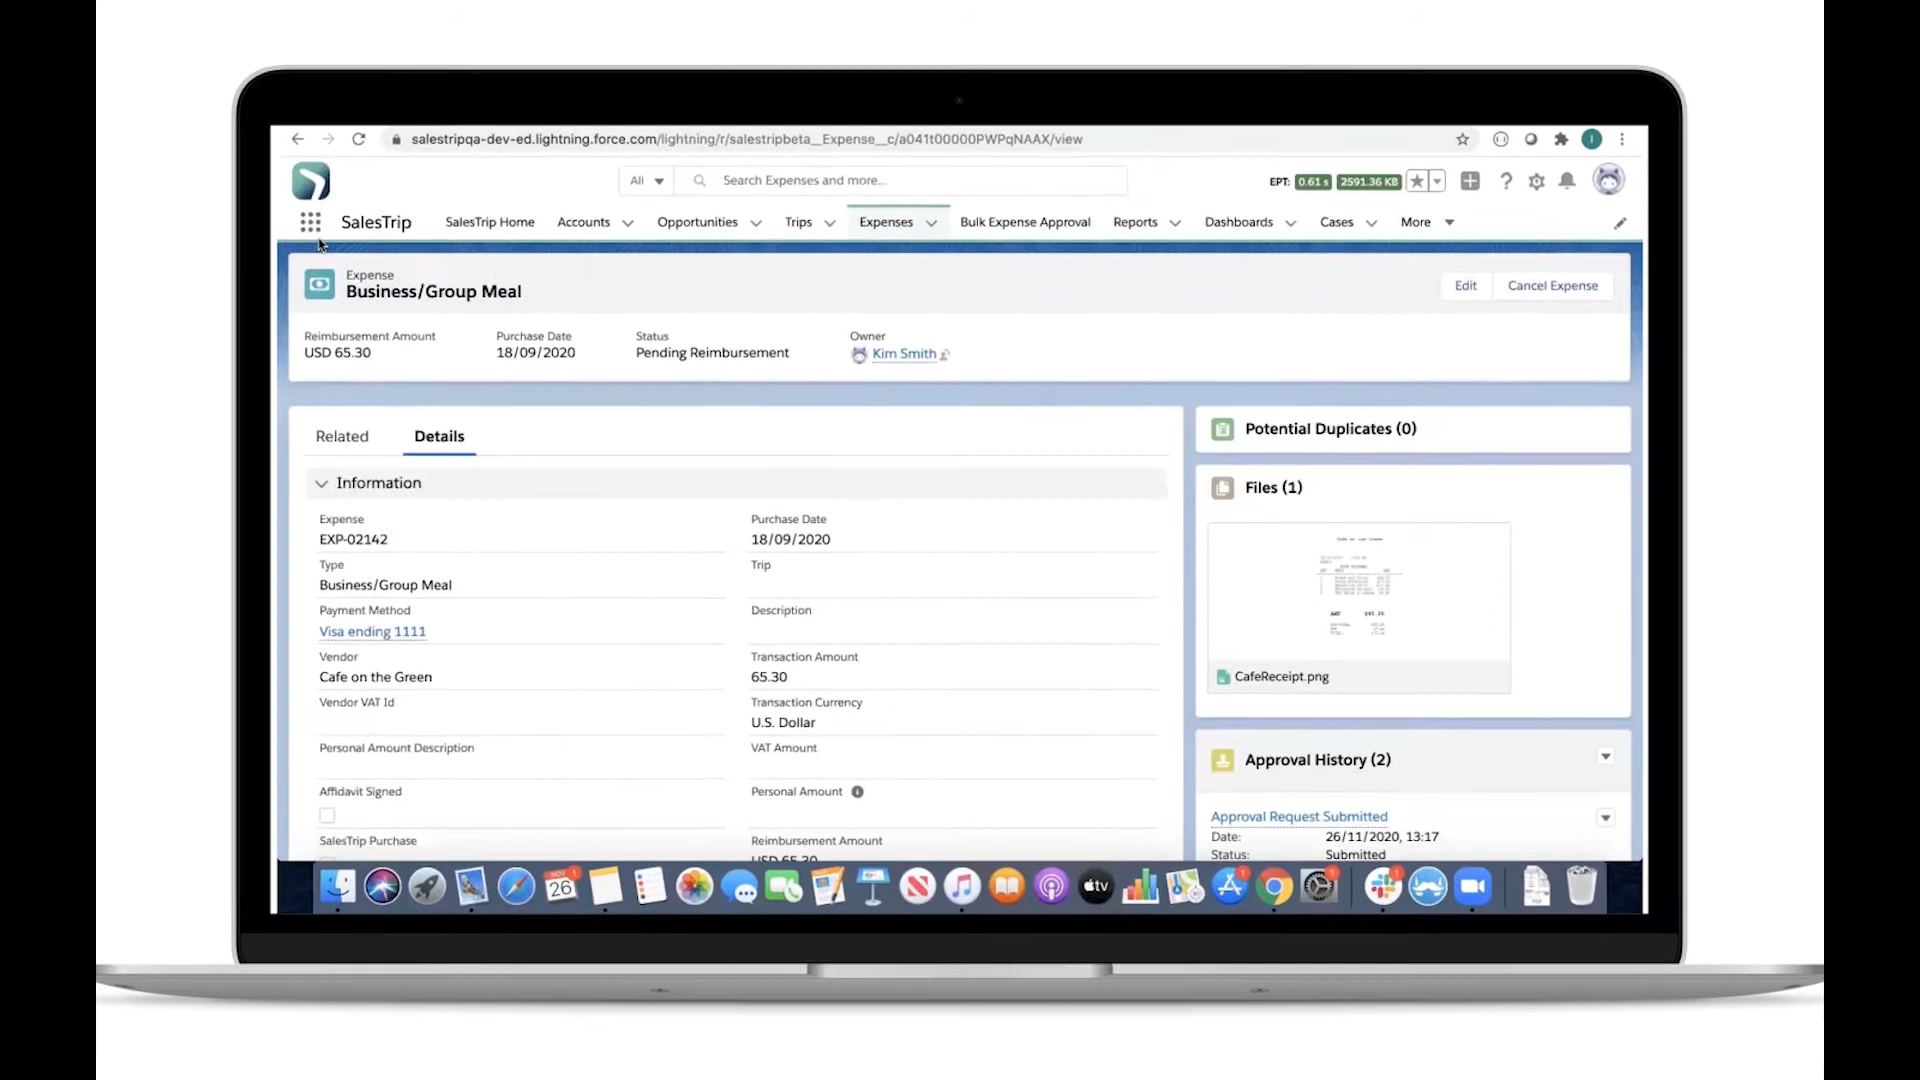 salestripqa-dev-ed.lightning.force.com/lightning/r/salestripbeta__Expense__c/a041t00000PWPqNAAX/view
I
All
Search Expenses and more...
EPT: 0.61 s 2591.36 KB
SalesTrip
SalesTrip Home
Accounts
Opportunities
Trips
Expenses
Bulk Expense Approval
Reports
Dashboards
Cases
More
Expense
Business/Group Meal
Edit
Cancel Expense
Reimbursement Amount
USD 65.30
Purchase Date
18/09/2020
Status
Pending Reimbursement
Owner
Kim Smith
Related
Details
Information
Expense
EXP-02142
Type
Business/Group Meal
Payment Method
Visa ending 1111
Vendor
Cafe on the Green
Vendor VAT Id
Personal Amount Description
Affidavit Signed
SalesTrip Purchase
Purchase Date
18/09/2020
Trip
Description
Transaction Amount
65.30
Transaction Currency
U.S. Dollar
VAT Amount
Personal Amount
Reimbursement Amount
USD 65.30
Potential Duplicates (0)
Files (1)
CafeReceipt.png
Approval History (2)
Approval Request Submitted
Date: 26/11/2020, 13:17
Status: Submitted
NOV
26
tv